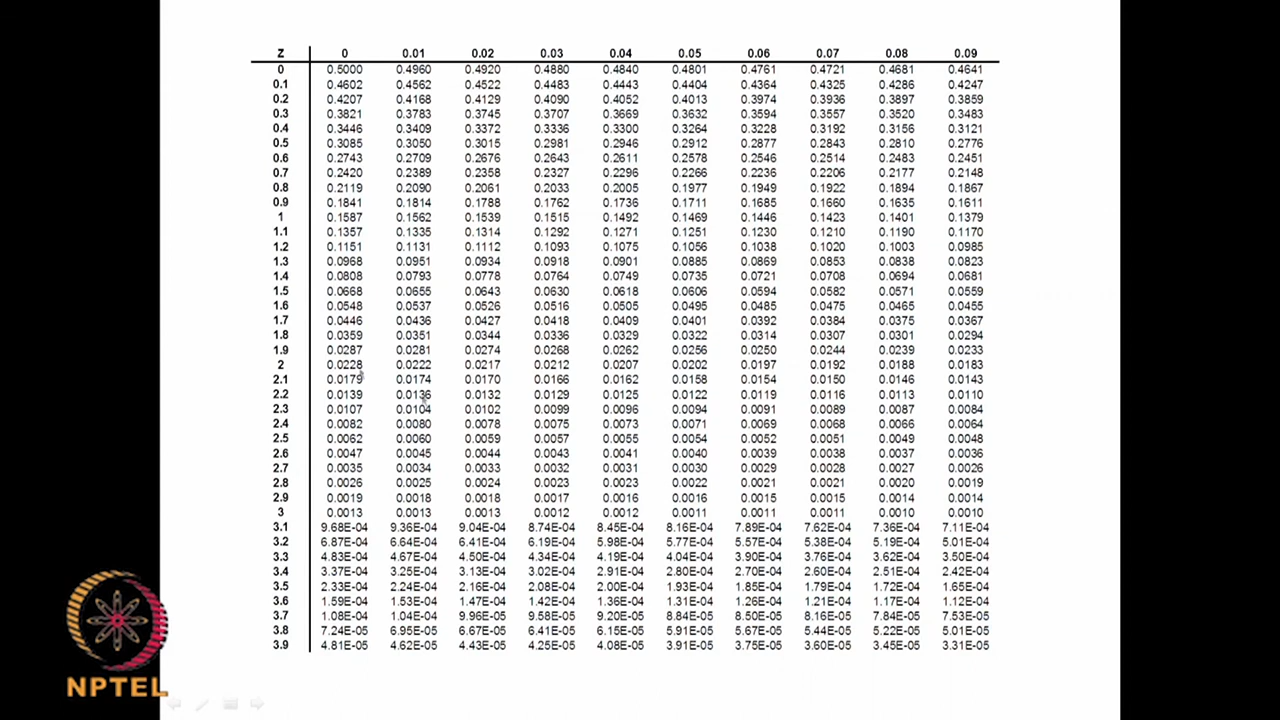 Z 0 0.01 0.02 0.03 0.04 0.05 0.06 0.07 0.08 0.09
0 0.5000 0.4960 0.4920 0.4880 0.4840 0.4801 0.4761 0.4721 0.4681 0.4641
0.1 0.4602 0.4562 0.4522 0.4483 0.4443 0.4404 0.4364 0.4325 0.4286 0.4247
0.2 0.4207 0.4168 0.4129 0.4090 0.4052 0.4013 0.3974 0.3936 0.3897 0.3859
0.3 0.3821 0.3783 0.3745 0.3707 0.3669 0.3632 0.3594 0.3557 0.3520 0.3483
0.4 0.3446 0.3409 0.3372 0.3336 0.3300 0.3264 0.3228 0.3192 0.3156 0.3121
0.5 0.3085 0.3050 0.3015 0.2981 0.2946 0.2912 0.2877 0.2843 0.2810 0.2776
0.6 0.2743 0.2709 0.2676 0.2643 0.2611 0.2578 0.2546 0.2514 0.2483 0.2451
0.7 0.2420 0.2389 0.2358 0.2327 0.2296 0.2266 0.2236 0.2206 0.2177 0.2148
0.8 0.2119 0.2090 0.2061 0.2033 0.2005 0.1977 0.1949 0.1922 0.1894 0.1867
0.9 0.1841 0.1814 0.1788 0.1762 0.1736 0.1711 0.1685 0.1660 0.1635 0.1611
1 0.1587 0.1562 0.1539 0.1515 0.1492 0.1469 0.1446 0.1423 0.1401 0.1379
1.1 0.1357 0.1335 0.1314 0.1292 0.1271 0.1251 0.1230 0.1210 0.1190 0.1170
1.2 0.1151 0.1131 0.1112 0.1093 0.1075 0.1056 0.1038 0.1020 0.1003 0.0985
1.3 0.0968 0.0951 0.0934 0.0918 0.0901 0.0885 0.0869 0.0853 0.0838 0.0823
1.4 0.0808 0.0793 0.0778 0.0764 0.0749 0.0735 0.0721 0.0708 0.0694 0.0681
1.5 0.0668 0.0655 0.0643 0.0630 0.0618 0.0606 0.0594 0.0582 0.0571 0.0559
1.6 0.0548 0.0537 0.0526 0.0516 0.0505 0.0495 0.0485 0.0475 0.0465 0.0455
1.7 0.0446 0.0436 0.0427 0.0418 0.0409 0.0401 0.0392 0.0384 0.0375 0.0367
1.8 0.0359 0.0351 0.0344 0.0336 0.0329 0.0322 0.0314 0.0307 0.0301 0.0294
1.9 0.0287 0.0281 0.0274 0.0268 0.0262 0.0256 0.0250 0.0244 0.0239 0.0233
2 0.0228 0.0222 0.0217 0.0212 0.0207 0.0202 0.0197 0.0192 0.0188 0.0183
2.1 0.0179 0.0174 0.0170 0.0166 0.0162 0.0158 0.0154 0.0150 0.0146 0.0143
2.2 0.0139 0.0136 0.0132 0.0129 0.0125 0.0122 0.0119 0.0116 0.0113 0.0110
2.3 0.0107 0.0104 0.0102 0.0099 0.0096 0.0094 0.0091 0.0089 0.0087 0.0084
2.4 0.0082 0.0080 0.0078 0.0075 0.0073 0.0071 0.0069 0.0068 0.0066 0.0064
2.5 0.0062 0.0060 0.0059 0.0057 0.0055 0.0054 0.0052 0.0051 0.0049 0.0048
2.6 0.0047 0.0045 0.0044 0.0043 0.0041 0.0040 0.0039 0.0038 0.0037 0.0036
2.7 0.0035 0.0034 0.0033 0.0032 0.0031 0.0030 0.0029 0.0028 0.0027 0.0026
2.8 0.0026 0.0025 0.0024 0.0023 0.0023 0.0022 0.0021 0.0021 0.0020 0.0019
2.9 0.0019 0.0018 0.0018 0.0017 0.0016 0.0016 0.0015 0.0015 0.0014 0.0014
3 0.0013 0.0013 0.0013 0.0012 0.0012 0.0011 0.0011 0.0011 0.0010 0.0010
3.1 9.68E-04 9.36E-04 9.04E-04 8.74E-04 8.45E-04 8.16E-04 7.89E-04 7.62E-04 7.36E-04 7.11E-04
3.2 6.87E-04 6.64E-04 6.41E-04 6.19E-04 5.98E-04 5.77E-04 5.57E-04 5.38E-04 5.19E-04 5.01E-04
3.3 4.83E-04 4.67E-04 4.50E-04 4.34E-04 4.19E-04 4.04E-04 3.90E-04 3.76E-04 3.62E-04 3.50E-04
3.4 3.37E-04 3.25E-04 3.13E-04 3.02E-04 2.91E-04 2.80E-04 2.70E-04 2.60E-04 2.51E-04 2.42E-04
3.5 2.33E-04 2.24E-04 2.16E-04 2.08E-04 2.00E-04 1.93E-04 1.85E-04 1.79E-04 1.72E-04 1.65E-04
3.6 1.59E-04 1.53E-04 1.47E-04 1.42E-04 1.36E-04 1.31E-04 1.26E-04 1.21E-04 1.17E-04 1.12E-04
3.7 1.08E-04 1.04E-04 9.96E-05 9.58E-05 9.20E-05 8.84E-05 8.50E-05 8.16E-05 7.84E-05 7.53E-05
3.8 7.24E-05 6.95E-05 6.67E-05 6.41E-05 6.15E-05 5.91E-05 5.67E-05 5.44E-05 5.22E-05 5.01E-05
3.9 4.81E-05 4.62E-05 4.43E-05 4.25E-05 4.08E-05 3.91E-05 3.75E-05 3.60E-05 3.45E-05 3.31E-05
NPTEL